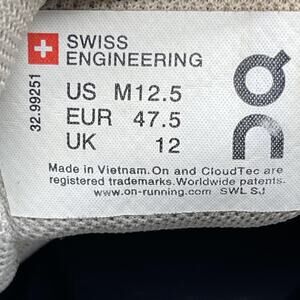 SWISS
ENGINEERING
32.99251
US M12.5
EUR 47.5
UK 12
Made in Vietnam.On and CloudTec are
registered trademarks.Worldwide patents.
www.on-running.com SWL SJ